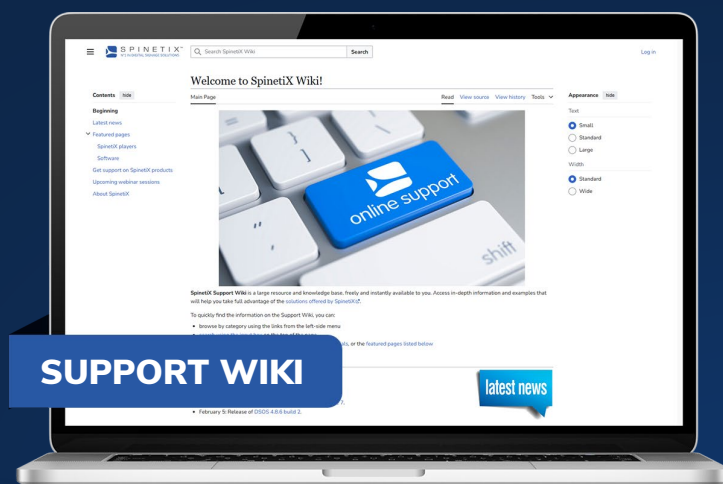 SPINETIX™
Search SpinetiX Wiki
Search
Log in
Welcome to SpinetiX Wiki!
Main Page
Read View source View history Tools
Contents hide
Beginning
Latest news
Featured pages
SpinetiX players
Software
Get support on SpinetiX products
Upcoming webinar sessions
About SpinetiX
online support
shift
Appearance hide
Text
Small
Standard
Large
Width
Standard
Wide
SpinetiX Support Wiki is a large resource and knowledge base, freely and instantly available to you. Access in-depth information and examples that
will help you take full advantage of the solutions offered by SpinetiX.
To quickly find the information on the Support Wiki, you can:
• browse by category using the links from the left-side menu
or the featured pages listed below
latest news
• February 5: Release of DSOS 4.8.6 build 2.
SUPPORT WIKI